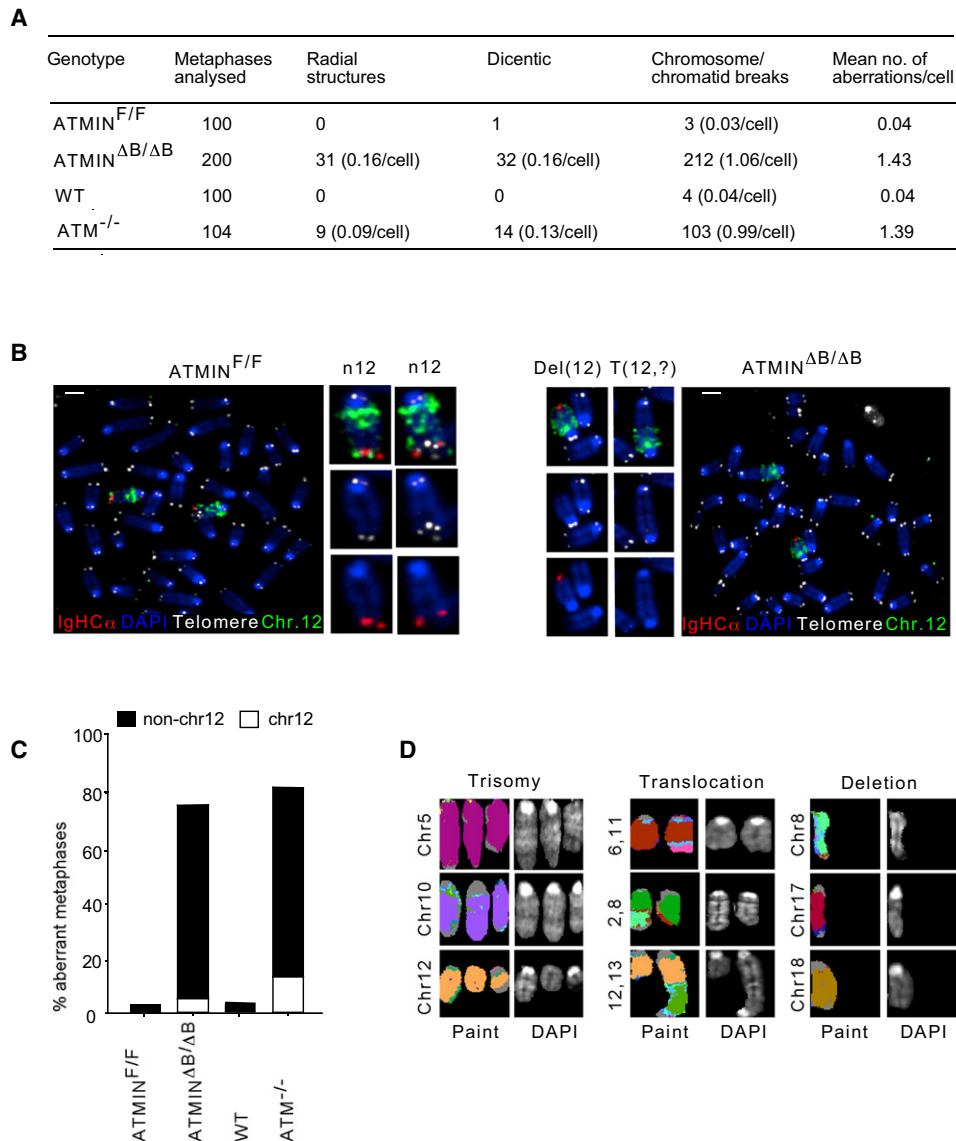 A
Genotype Metaphases analysed Radial structures Dicentic Chromosome/ chromatid breaks Mean no. of aberrations/cell
ATMIN F/F 100 0 1 3 (0.03/cell) 0.04
ATMIN ΔB/ΔB 200 31 (0.16/cell) 32 (0.16/cell) 212 (1.06/cell) 1.43
WT 100 0 0 4 (0.04/cell) 0.04
ATM -/- 104 9 (0.09/cell) 14 (0.13/cell) 103 (0.99/cell) 1.39
B
ATMIN F/F n12 n12 Del(12) T(12,?) ATMIN ΔB/ΔB
IgHCα DAPI Telomere Chr.12 IgHCα DAPI Telomere Chr.12
C
non-chr12 chr12
% aberrant metaphases
100
80
60
40
20
0
ATMIN F/F ATMIN ΔB/ΔB WT ATM -/-
D
Trisomy Translocation Deletion
Chr5 6,11 Chr8
Chr10 2,8 Chr17
Chr12 12,13 Chr18
Paint DAPI Paint DAPI Paint DAPI